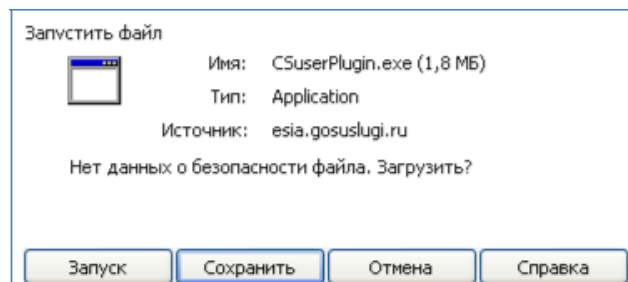 Запустить файл
Имя: CSuserPlugin.exe (1,8 МБ)
Тип: Application
Источник: esia.gosuslugi.ru
Нет данных о безопасности файла. Загрузить?
Запуск Сохранить Отмена Справка